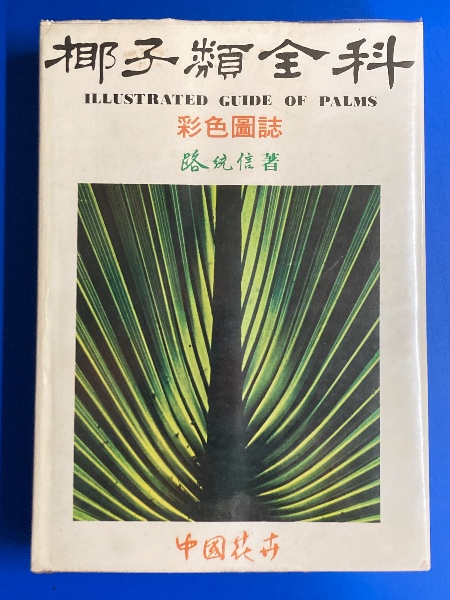 椰子類全科
ILLUSTRATED GUIDE OF PALMS
彩色圖誌
路統信著
中國花卉